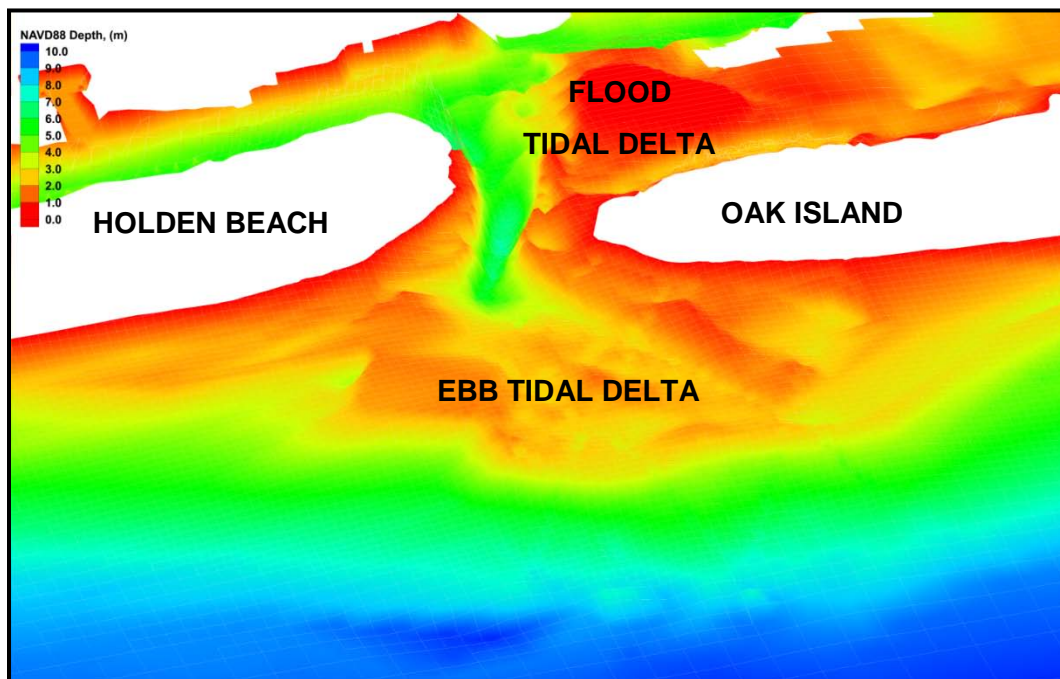 NAVD88 Depth, (m)
10.0
9.0
8.0
7.0
6.0
5.0
4.0
3.0
2.0
1.0
0.0
FLOOD
TIDAL DELTA
HOLDEN BEACH
OAK ISLAND
EBB TIDAL DELTA